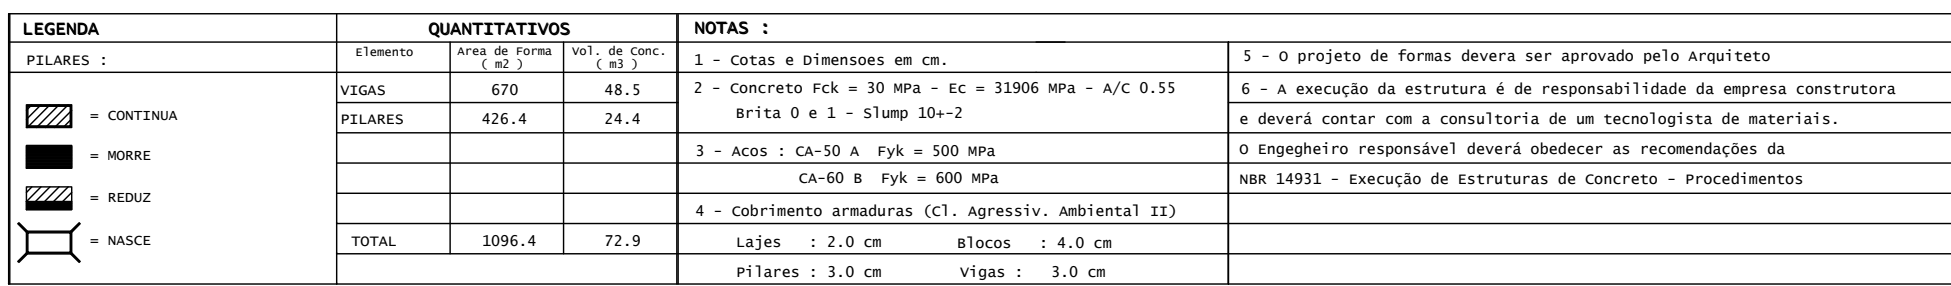 LEGENDA
PILARES :
= CONTINUA
= MORRE
= REDUZ
= NASCE
QUANTITATIVOS
Elemento Area de Forma ( m2 ) Vol. de Conc. ( m3 )
VIGAS 670 48.5
PILARES 426.4 24.4
TOTAL 1096.4 72.9
NOTAS :
1 - Cotas e Dimensoes em cm.
2 - Concreto Fck = 30 MPa - Ec = 31906 MPa - A/C 0.55
Brita 0 e 1 - Slump 10+-2
3 - Acos : CA-50 A Fyk = 500 MPa
CA-60 B Fyk = 600 MPa
4 - Cobrimento armaduras (Cl. Agressiv. Ambiental II)
Lajes : 2.0 cm Blocos : 4.0 cm
Pilares : 3.0 cm Vigas : 3.0 cm
5 - O projeto de formas devera ser aprovado pelo Arquiteto
6 - A execução da estrutura é de responsabilidade da empresa construtora
e deverá contar com a consultoria de um tecnologista de materiais.
O Engegheiro responsável deverá obedecer as recomendações da
NBR 14931 - Execução de Estruturas de Concreto - Procedimentos